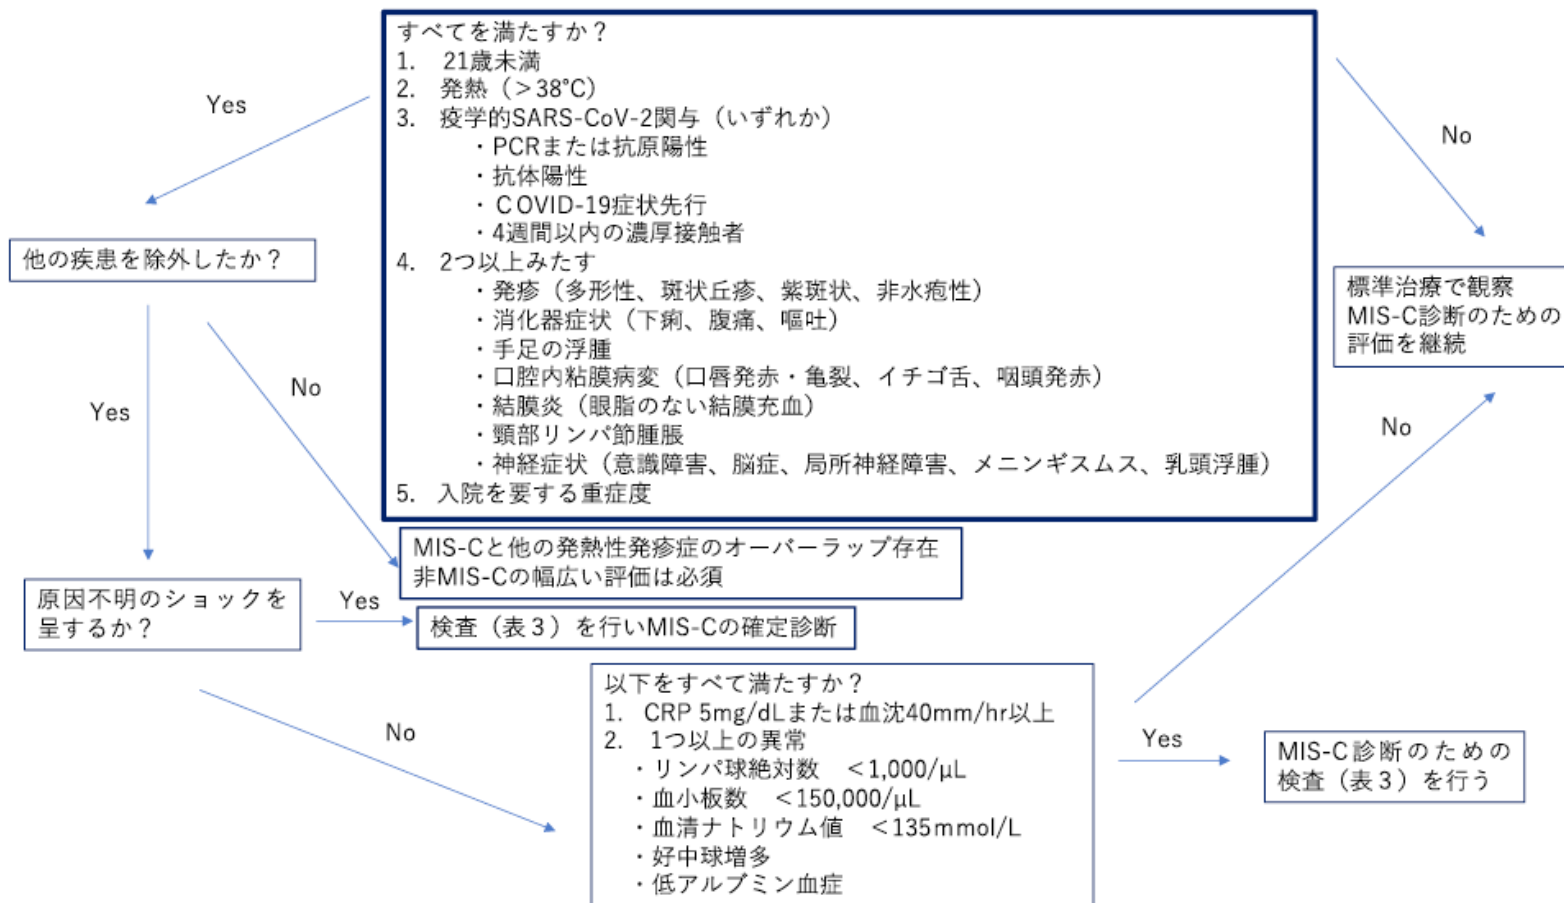 すべてを満たすか？
1. 21歳未満
2. 発熱（＞38°C）
3. 疫学的SARS-CoV-2関与（いずれか）
・PCRまたは抗原陽性
・抗体陽性
・ＣOVID-19症状先行
・4週間以内の濃厚接触者
4. 2つ以上みたす
・発疹（多形性、斑状丘疹、紫斑状、非水疱性）
・消化器症状（下痢、腹痛、嘔吐）
・手足の浮腫
・口腔内粘膜病変（口唇発赤・亀裂、イチゴ舌、咽頭発赤）
・結膜炎（眼脂のない結膜充血）
・頸部リンパ節腫脹
・神経症状（意識障害、脳症、局所神経障害、メニンギスムス、乳頭浮腫）
5. 入院を要する重症度
Yes
No
他の疾患を除外したか？
標準治療で観察
MIS-C診断のための
評価を継続
Yes
No
No
MIS-Cと他の発熱性発疹症のオーバーラップ存在
非MIS-Cの幅広い評価は必須
原因不明のショックを
呈するか？
Yes
検査（表３）を行いMIS-Cの確定診断
No
以下をすべて満たすか？
1. CRP 5mg/dLまたは血沈40mm/hr以上
2. 1つ以上の異常
・リンパ球絶対数　＜1,000/μL
・血小板数　＜150,000/μL
・血清ナトリウム値　＜135mmol/L
・好中球増多
・低アルブミン血症
Yes
MIS-C診断のための
検査（表３）を行う